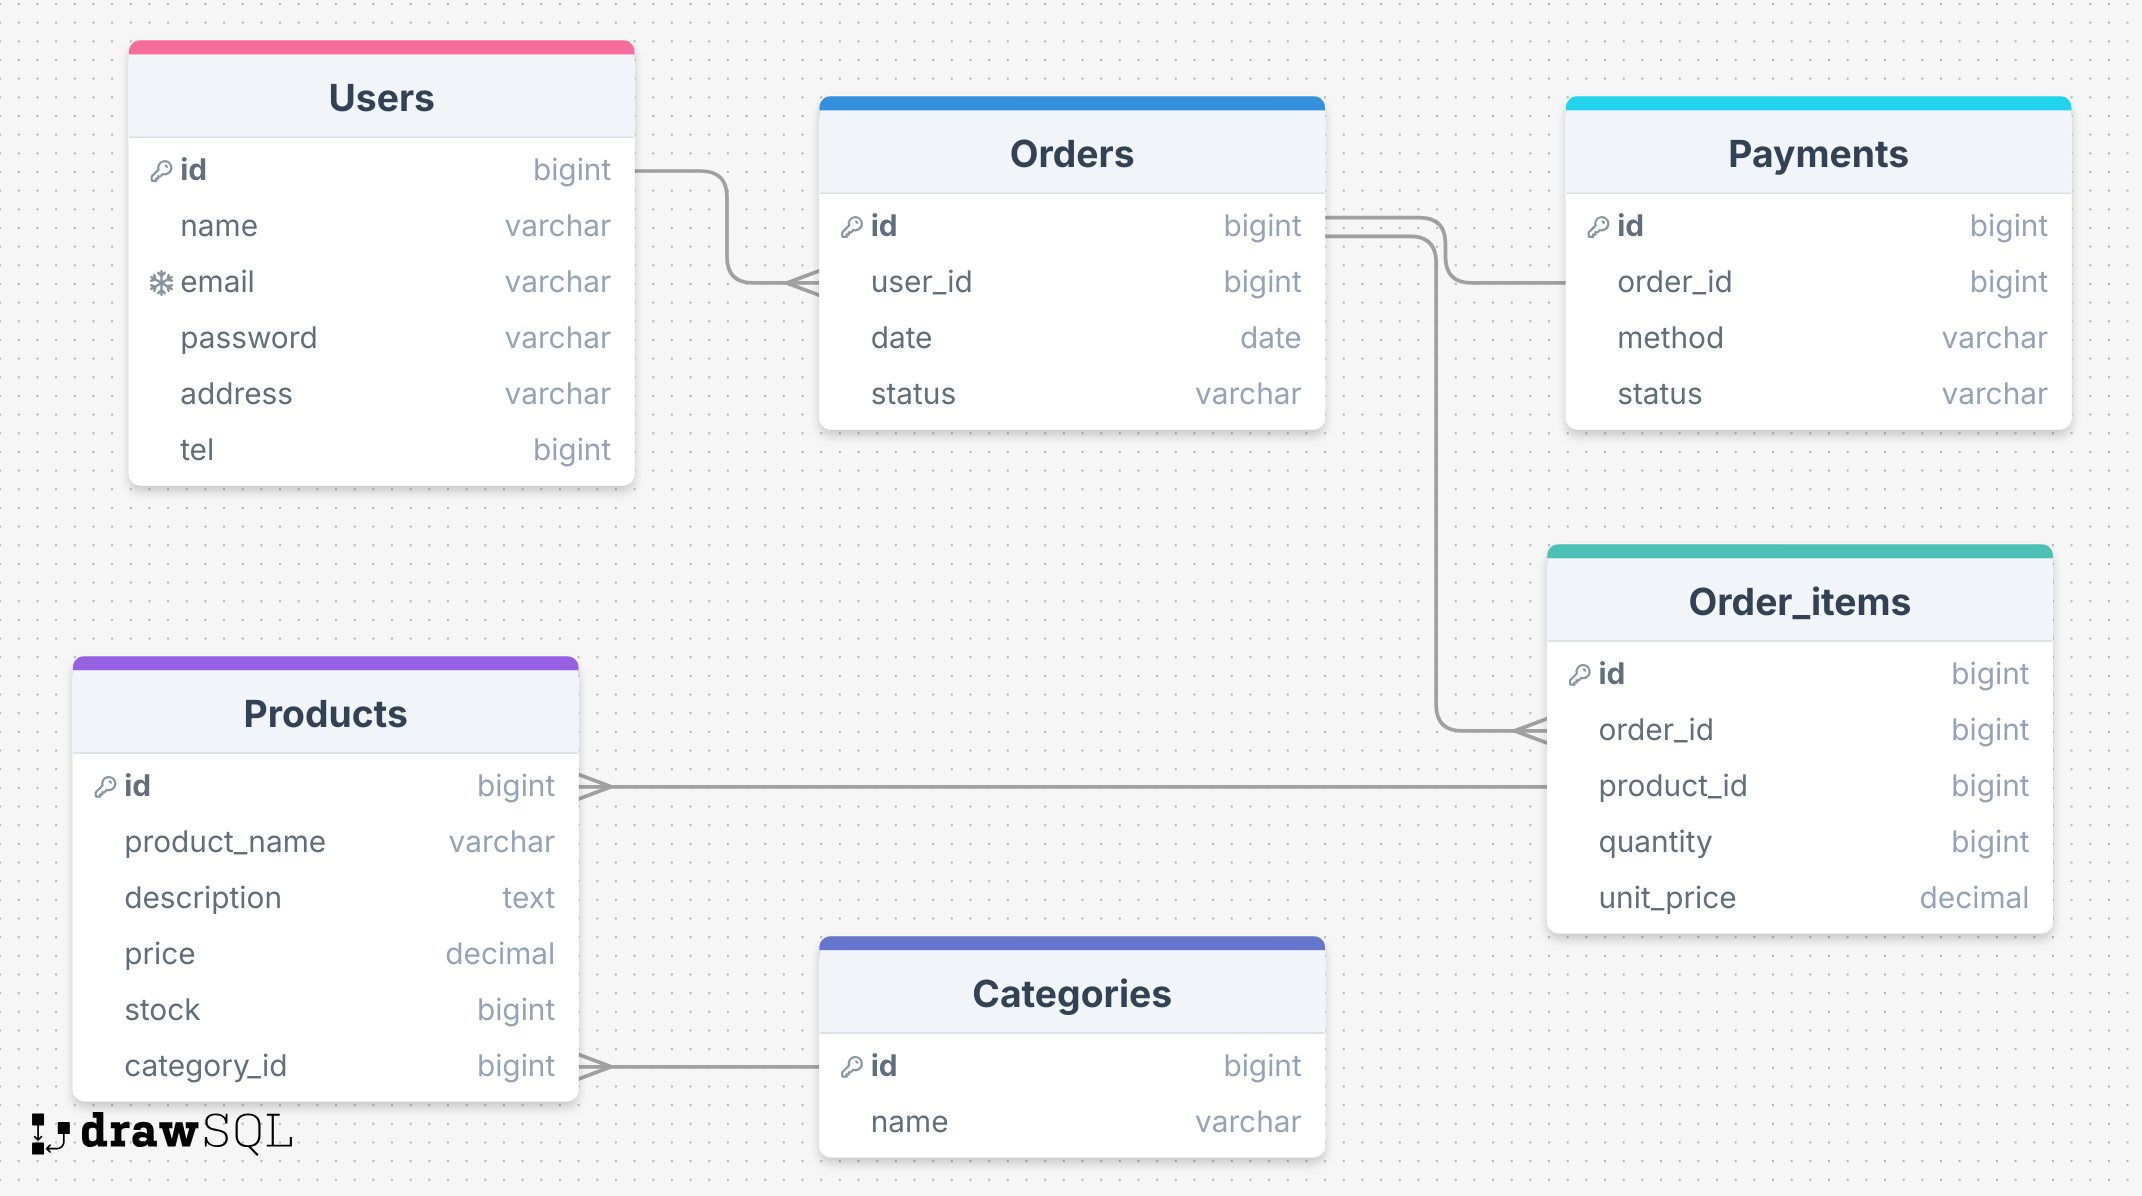 Users
id bigint
name varchar
email varchar
password varchar
address varchar
tel bigint
Orders
id bigint
user_id bigint
date date
status varchar
Payments
id bigint
order_id bigint
method varchar
status varchar
Order_items
id bigint
order_id bigint
product_id bigint
quantity bigint
unit_price decimal
Products
id bigint
product_name varchar
description text
price decimal
stock bigint
category_id bigint
Categories
id bigint
name varchar
drawSQL